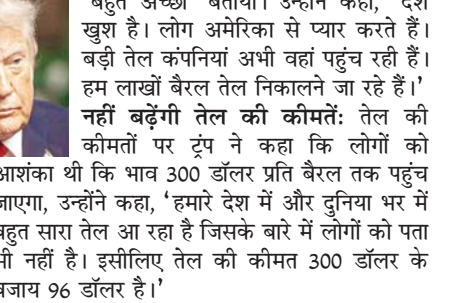 'बहुत अच्छा' बताया। उन्होंने कहा, 'देश
खुश है। लोग अमेरिका से प्यार करते हैं।
बड़ी तेल कंपनियां अभी वहां पहुंच रही हैं।
हम लाखों बैरल तेल निकालने जा रहे हैं।'
नहीं बढ़ेंगी तेल की कीमतें: तेल की
कीमतों पर ट्रंप ने कहा कि लोगों को
आशंका थी कि भाव 300 डॉलर प्रति बैरल तक पहुंच
जाएगा, उन्होंने कहा, 'हमारे देश में और दुनिया भर में
बहुत सारा तेल आ रहा है जिसके बारे में लोगों को पता
भी नहीं है। इसीलिए तेल की कीमत 300 डॉलर के
बजाय 96 डॉलर है।'